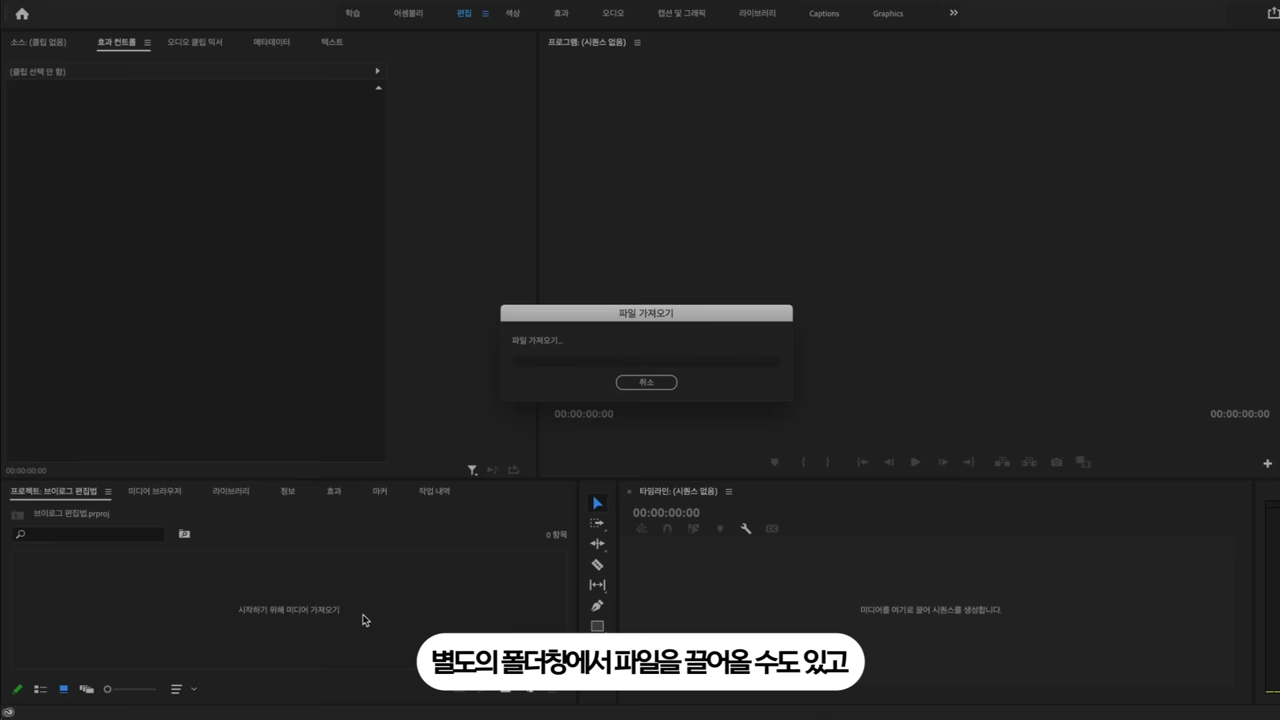 학습 어셈블리 편집 색상 효과 오디오 캡션 및 그래픽 라이브러리 Captions Graphics
소스: (클립 없음) 효과 컨트롤 오디오 클립 믹서 메타데이터 텍스트
프로그램: (시퀀스 없음)
(클립 선택 안 함)
파일 가져오기
파일 가져오기...
취소
00:00:00:00 00:00:00:00
00:00:00:00
프로젝트: 브이로그 편집법 미디어 브라우저 라이브러리 정보 효과 마커 작업 내역
타임라인: (시퀀스 없음)
브이로그 편집법.prproj
00:00:00:00
0 항목
시작하기 위해 미디어 가져오기
미디어를 여기로 끌어 시퀀스를 생성합니다.
별도의 폴더창에서 파일을 끌어올 수도 있고